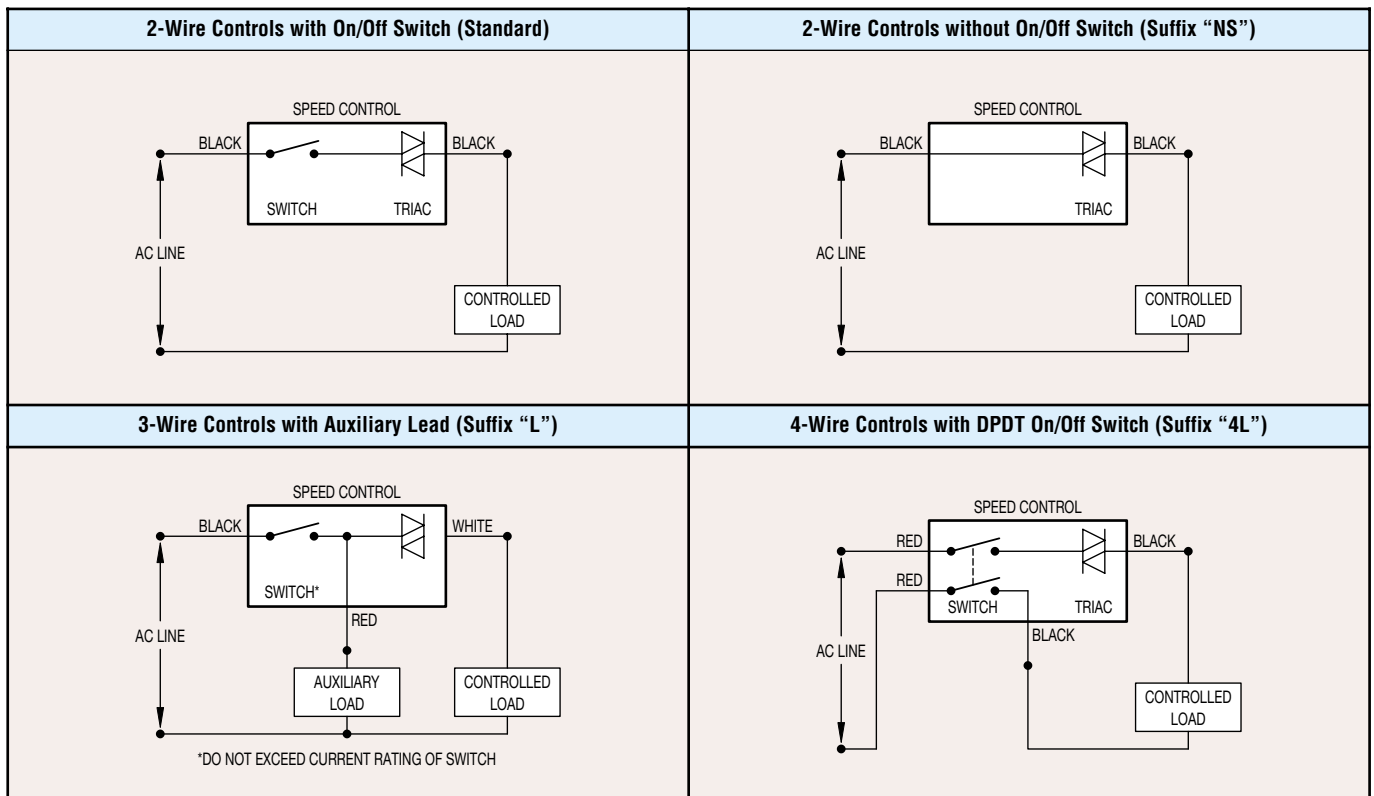 2-Wire Controls with On/Off Switch (Standard)
SPEED CONTROL
BLACK
BLACK
SWITCH
TRIAC
AC LINE
CONTROLLED
LOAD
2-Wire Controls without On/Off Switch (Suffix “NS”)
SPEED CONTROL
BLACK
BLACK
TRIAC
AC LINE
CONTROLLED
LOAD
3-Wire Controls with Auxiliary Lead (Suffix “L”)
SPEED CONTROL
BLACK
WHITE
SWITCH*
RED
AC LINE
AUXILIARY
LOAD
CONTROLLED
LOAD
*DO NOT EXCEED CURRENT RATING OF SWITCH
4-Wire Controls with DPDT On/Off Switch (Suffix “4L”)
SPEED CONTROL
RED
BLACK
RED
SWITCH
TRIAC
BLACK
AC LINE
CONTROLLED
LOAD